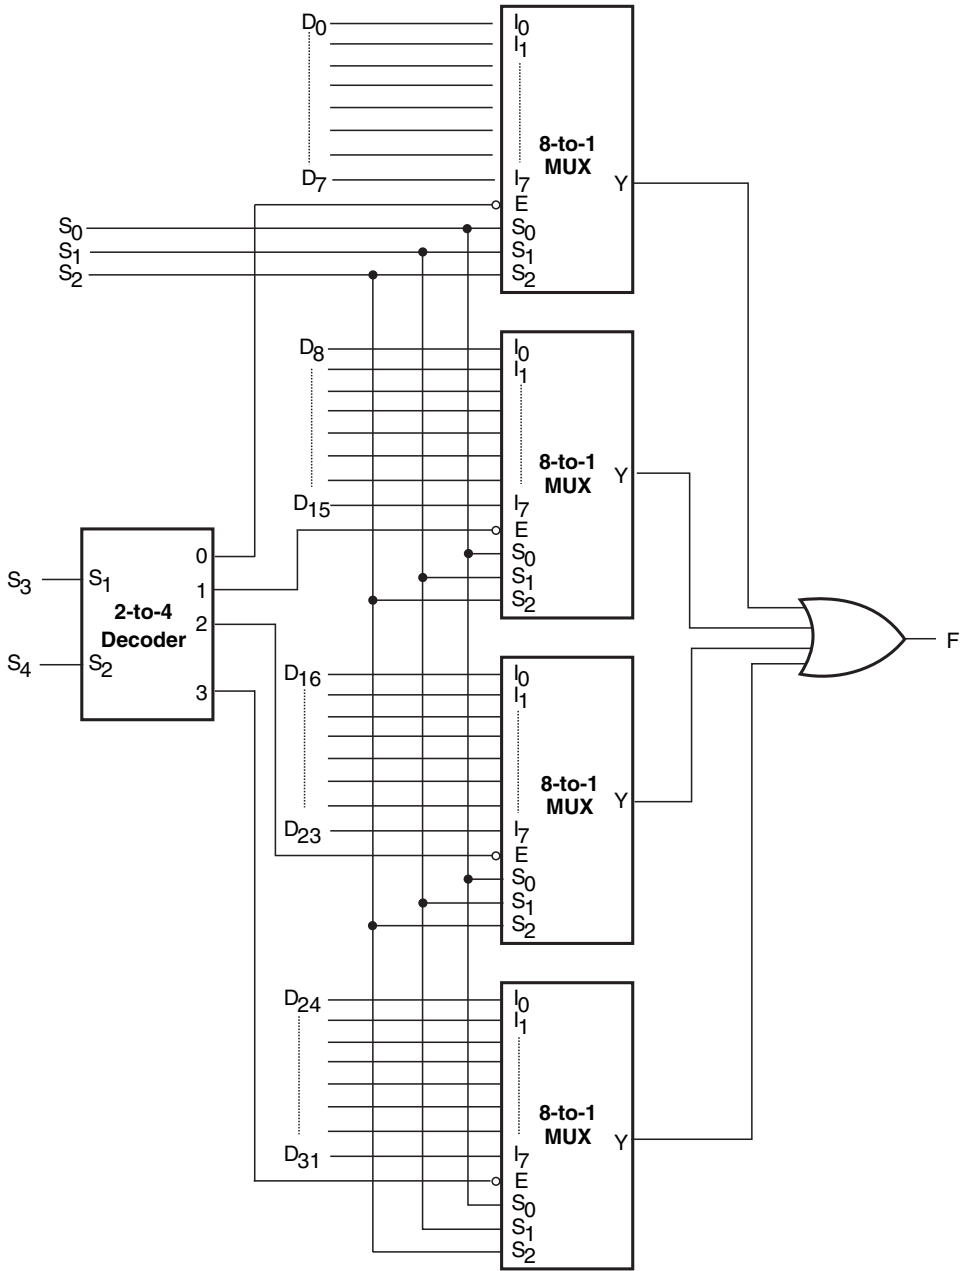 D0
I0
I1
8-to-1
MUX
Y
D7
I7
E
S0
S0
S1
S1
S2
S2
D8
I0
I1
8-to-1
MUX
Y
D15
I7
E
S0
S1
S2
S3
S1
2-to-4
Decoder
0
1
2
3
S4
S2
F
D16
I0
I1
8-to-1
MUX
Y
D23
I7
E
S0
S1
S2
D24
I0
I1
8-to-1
MUX
Y
D31
I7
E
S0
S1
S2